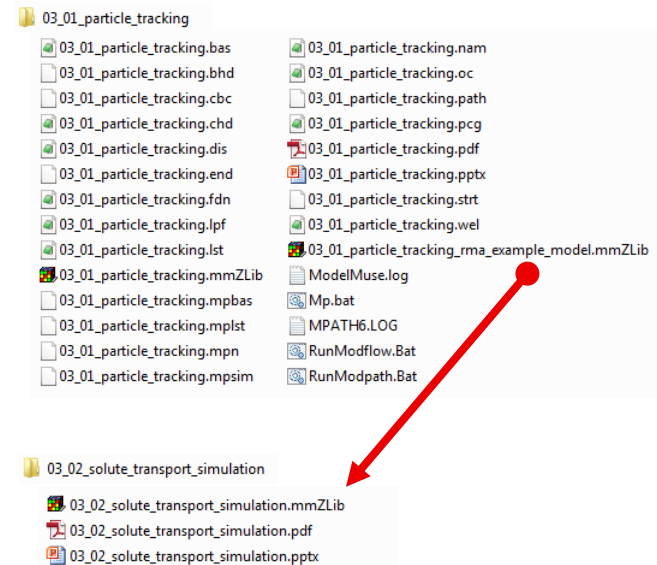 03_01_particle_tracking
03_01_particle_tracking.bas
03_01_particle_tracking.bhd
03_01_particle_tracking.cbc
03_01_particle_tracking.chd
03_01_particle_tracking.dis
03_01_particle_tracking.end
03_01_particle_tracking.fdn
03_01_particle_tracking.lpf
03_01_particle_tracking.lst
03_01_particle_tracking.mmZLib
03_01_particle_tracking.mpbas
03_01_particle_tracking.mplst
03_01_particle_tracking.mpn
03_01_particle_tracking.mpsim
03_01_particle_tracking.nam
03_01_particle_tracking.oc
03_01_particle_tracking.path
03_01_particle_tracking.pcg
03_01_particle_tracking.pdf
03_01_particle_tracking.pptx
03_01_particle_tracking.strt
03_01_particle_tracking.wel
03_01_particle_tracking_rma_example_model.mmZLib
ModelMuse.log
Mp.bat
MPATH6.LOG
RunModflow.Bat
RunModpath.Bat
03_02_solute_transport_simulation
03_02_solute_transport_simulation.mmZLib
03_02_solute_transport_simulation.pdf
03_02_solute_transport_simulation.pptx